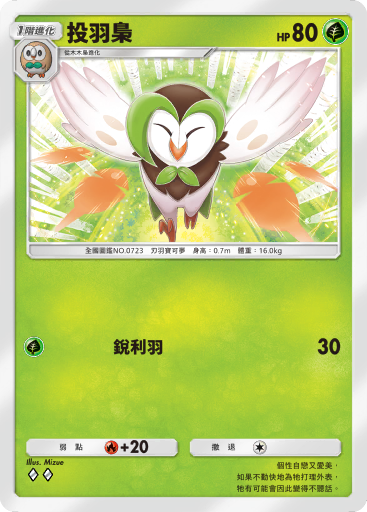 1階進化 投羽梟 HP 80
從木木梟進化
全國圖鑑NO.0723 刃羽寶可夢 身高：0.7m 體重：16.0kg
銳利羽 30
弱點 +20 撤退
Illus. Mizue
個性自戀又愛美，
如果不勤快地為牠打理外表，
牠有可能會因此變得不聽話。